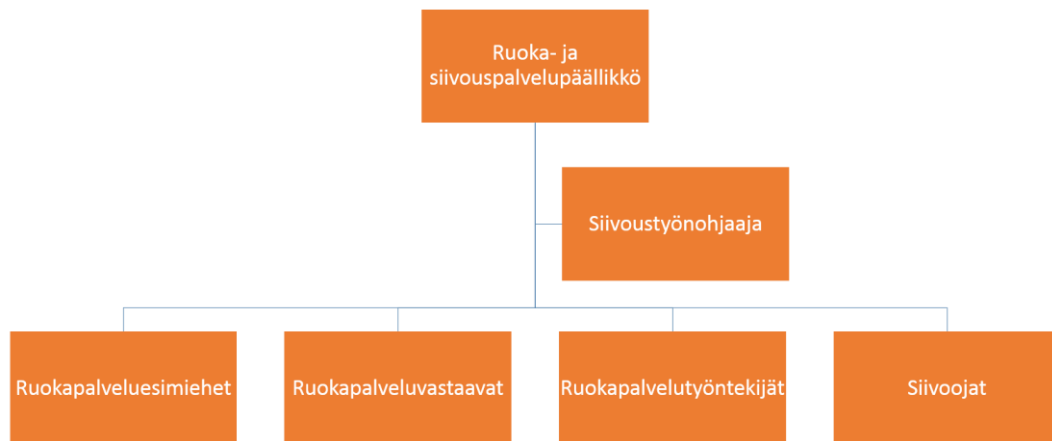 Ruoka- ja
siivouspalvelupäällikkö
Siivoustyönohjaaja
Ruokapalveluesimiehet
Ruokapalveluvastaavat
Ruokapalvelutyöntekijät
Siivoojat